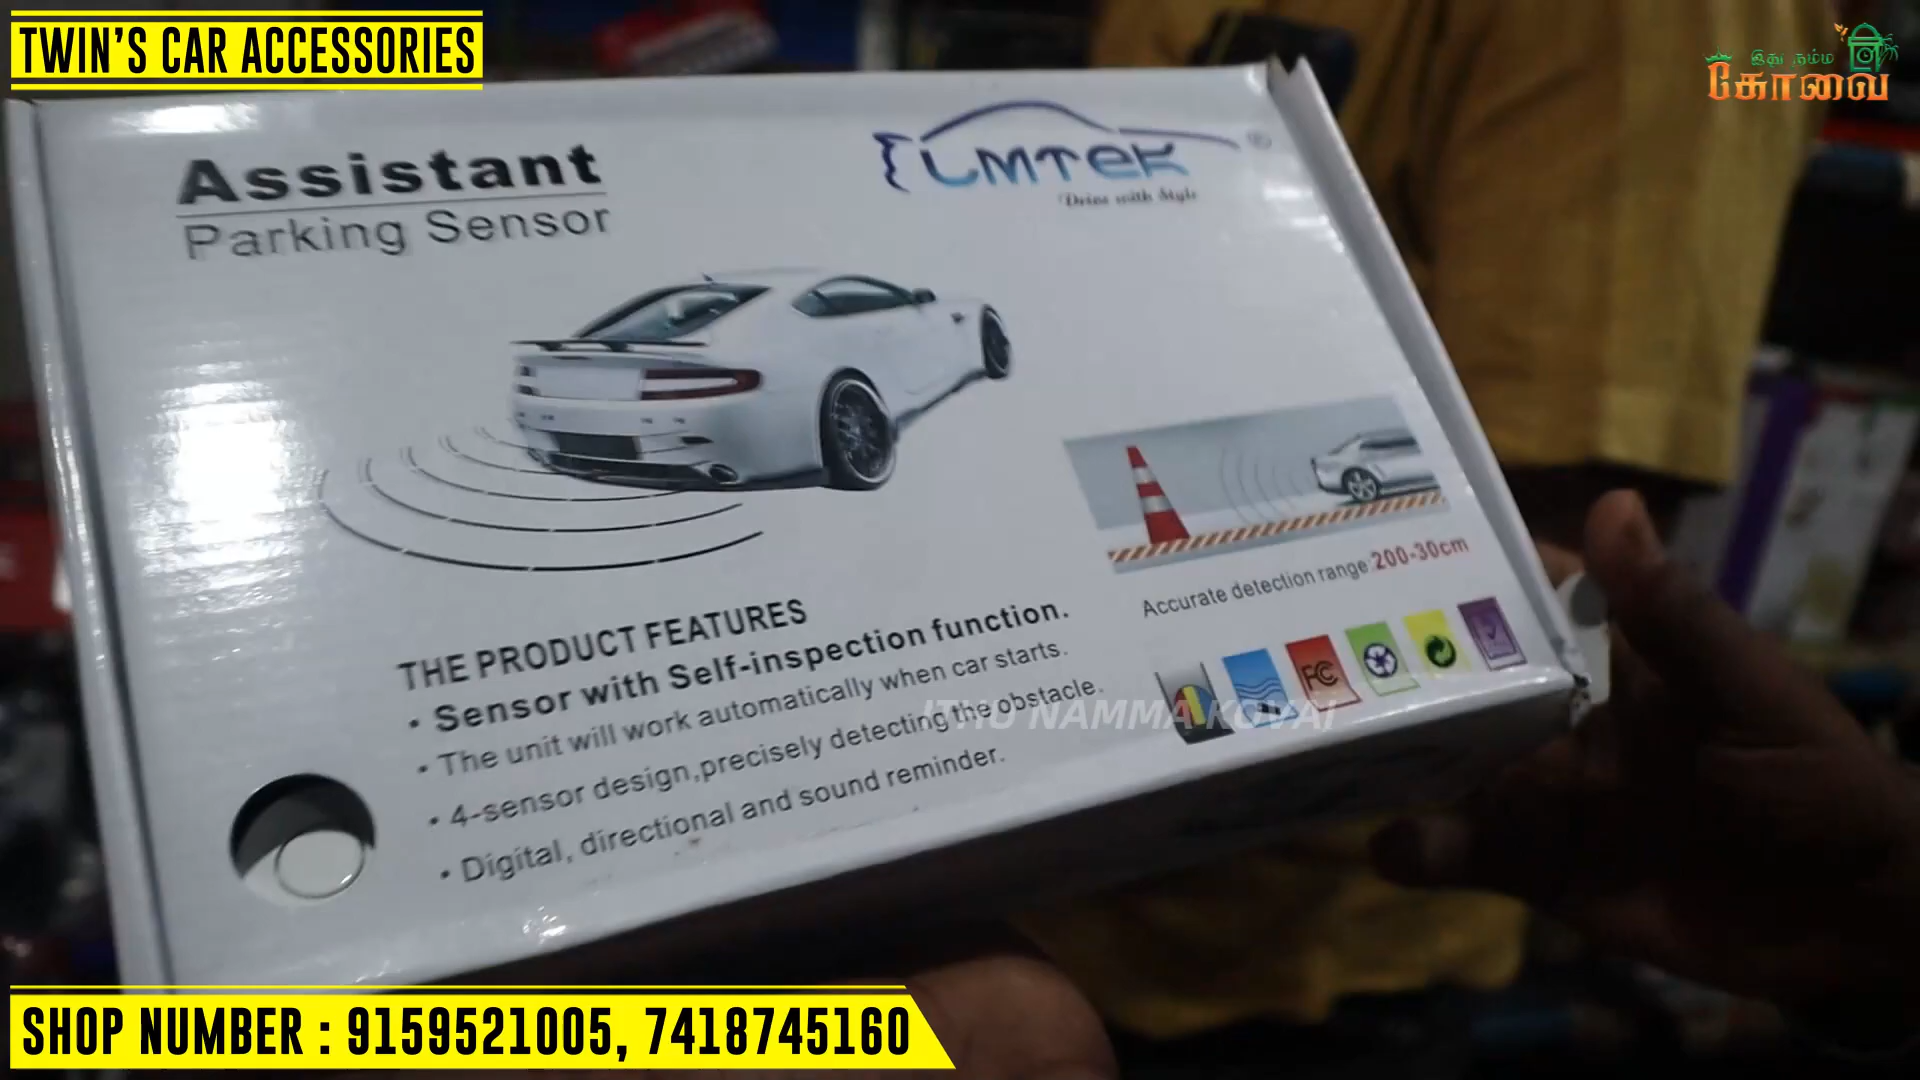 TWIN'S CAR ACCESSORIES
இது நம்ம
கோவை
Assistant
Parking Sensor
LMTEK
®
Drive with Style
Accurate detection range:200-30cm
FC
THE PRODUCT FEATURES
• Sensor with Self-inspection function.
• The unit will work automatically when car starts.
• 4-sensor design,precisely detecting the obstacle.
• Digital, directional and sound reminder.
ITHU NAMMA KOVAI
SHOP NUMBER : 9159521005, 7418745160